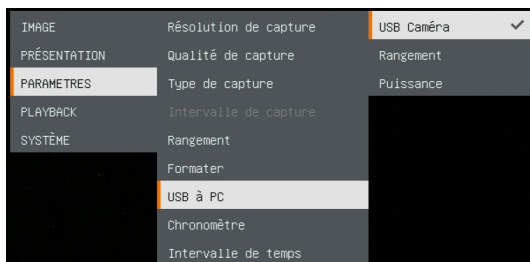 IMAGE
PRÉSENTATION
PARAMETRES
PLAYBACK
SYSTÈME
Résolution de capture
Qualité de capture
Type de capture
Intervalle de capture
Rangement
Formater
USB à PC
Chronomètre
Intervalle de temps
USB Caméra
Rangement
Puissance